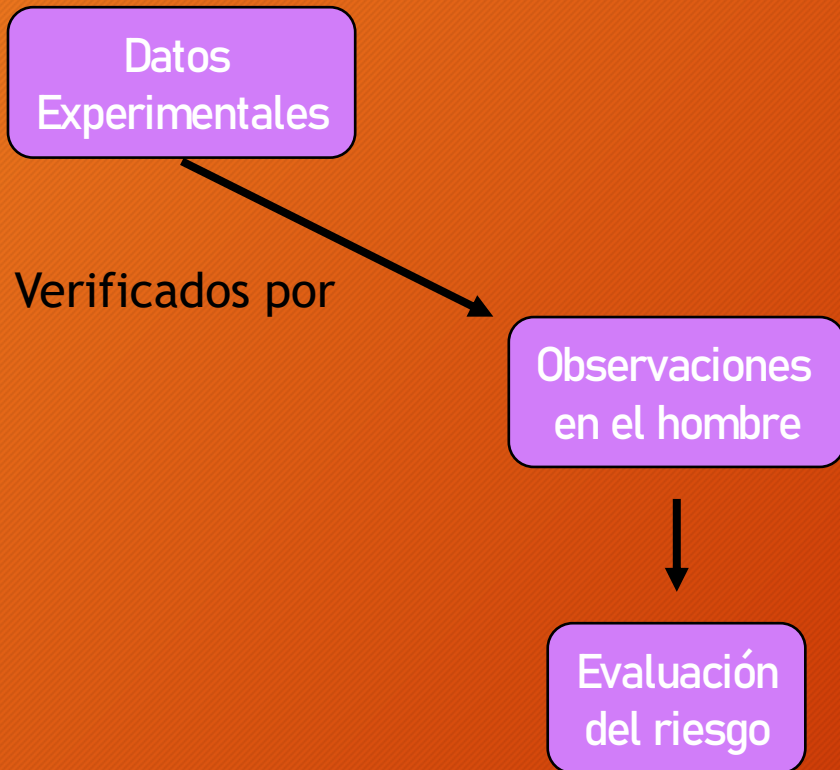 Datos
Experimentales
Verificados por
Observaciones
en el hombre
Evaluación
del riesgo